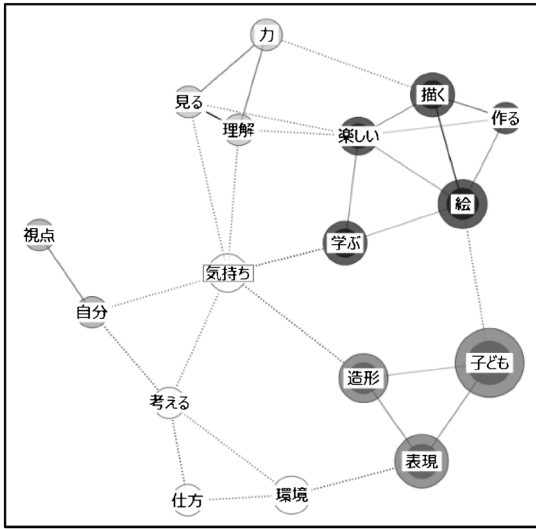 力
描く
見る
作る
理解
楽しい
絵
視点
学ぶ
気持ち
自分
子ども
造形
考える
表現
仕方
環境